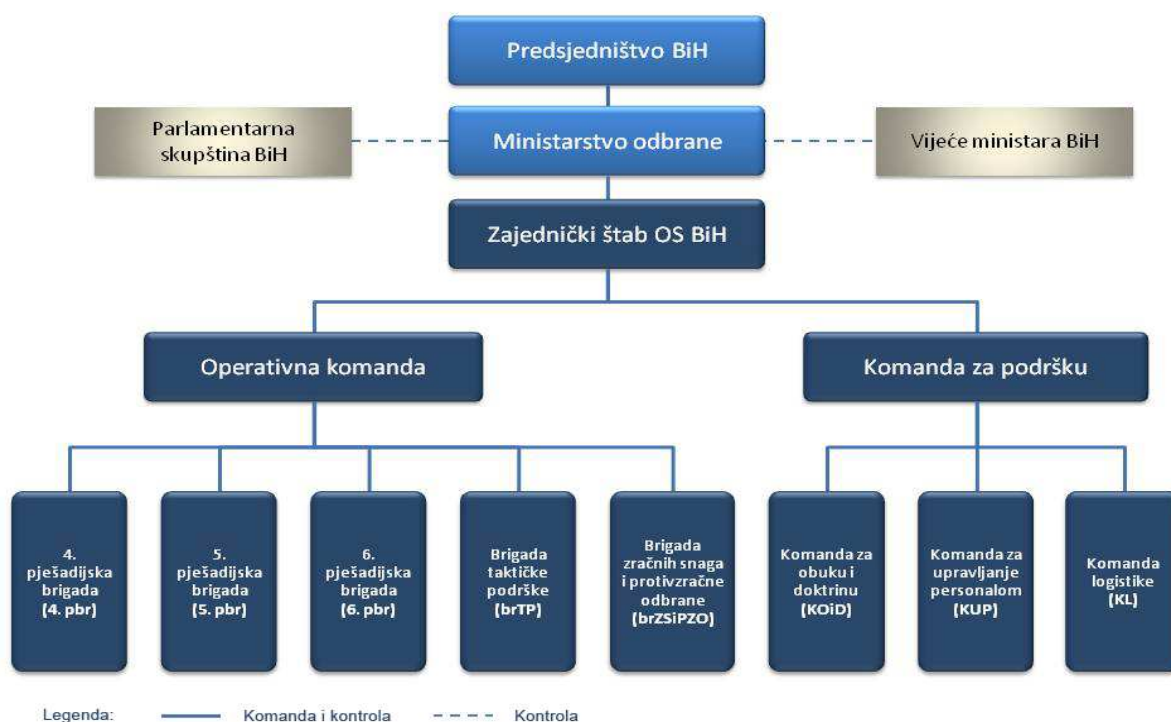 Predsjedništvo BiH
Parlamentarna
skupština BiH
Ministarstvo odbrane
Vijeće ministara BiH
Zajednički štab OS BiH
Operativna komanda
Komanda za podršku
4.
pješadijska
brigada
(4. pbr)
5.
pješadijska
brigada
(5. pbr)
6.
pješadijska
brigada
(6. pbr)
Brigada
taktičke
podrške
(brTP)
Brigada
zračnih snaga
i protivzračne
odbrane
(brZSiPZO)
Komanda za
obuku i
doktrinu
(KOiD)
Komanda za
upravljanje
personalom
(KUP)
Komanda
logistike
(KL)
Legenda: Komanda i kontrola Kontrola